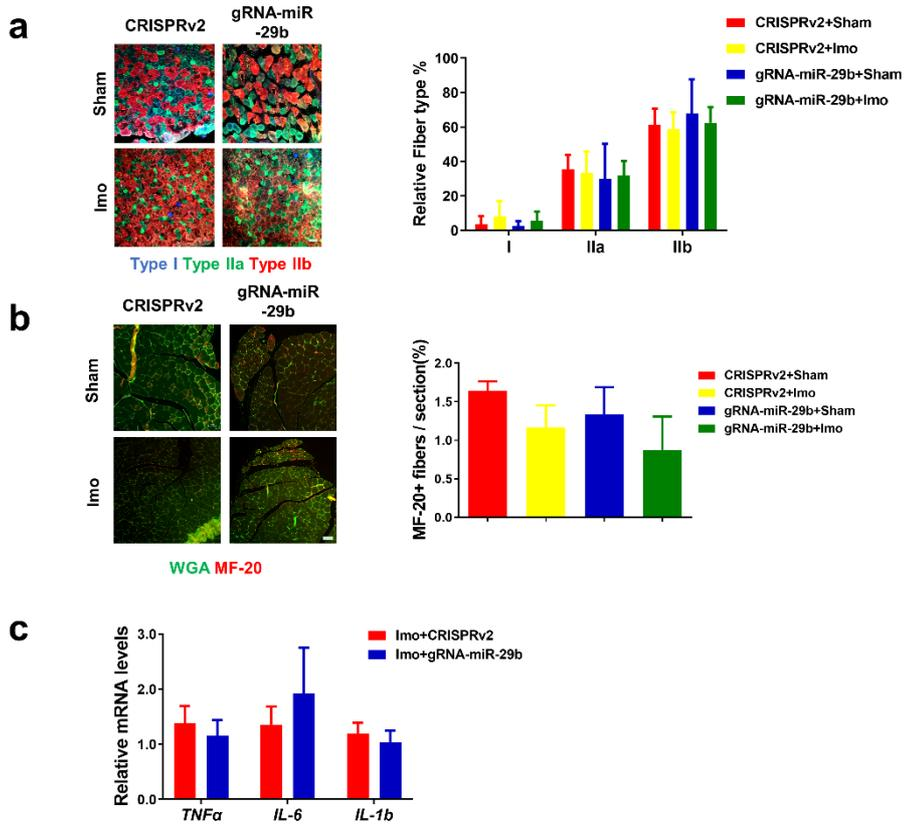 a
CRISPRv2
gRNA-miR
-29b
Sham
Imo
Type I Type IIa Type IIb
Relative Fiber type %
100
80
60
40
20
0
I
IIa
IIb
CRISPRv2+Sham
CRISPRv2+Imo
gRNA-miR-29b+Sham
gRNA-miR-29b+Imo
b
CRISPRv2
gRNA-miR
-29b
Sham
Imo
WGA MF-20
MF-20+ fibers / section(%)
2.0
1.5
1.0
0.5
0.0
CRISPRv2+Sham
CRISPRv2+Imo
gRNA-miR-29b+Sham
gRNA-miR-29b+Imo
c
Relative mRNA levels
3.0
2.0
1.0
0.0
TNFα
IL-6
IL-1b
Imo+CRISPRv2
Imo+gRNA-miR-29b